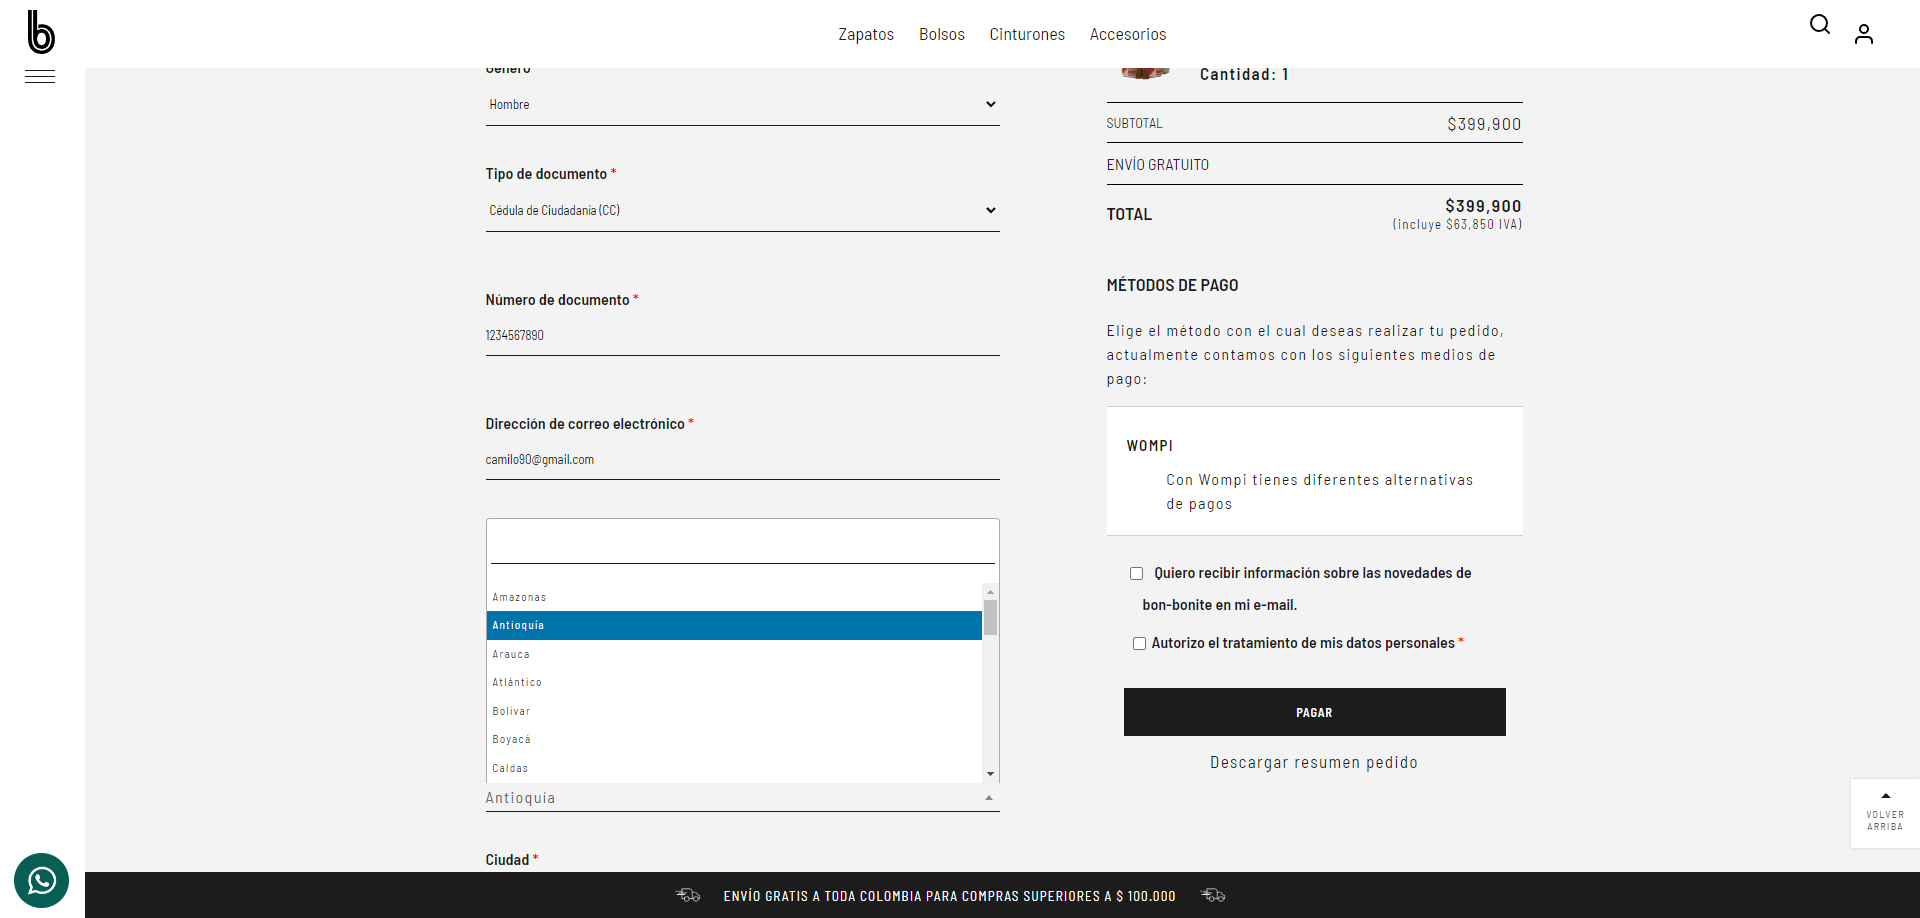 b
Zapatos Bolsos Cinturones Accesorios
Género
Hombre
Tipo de documento *
Cédula de Ciudadanía (CC)
Número de documento *
1234567890
Dirección de correo electrónico *
camilo90@gmail.com
Amazonas
Antioquía
Arauca
Atlántico
Bolívar
Boyacá
Caldas
Antioquía
Ciudad *
Cantidad: 1
SUBTOTAL $399,900
ENVÍO GRATUITO
TOTAL $399,900
(incluye $63,850 IVA)
MÉTODOS DE PAGO
Elige el método con el cual deseas realizar tu pedido,
actualmente contamos con los siguientes medios de
pago:
WOMPI
Con Wompi tienes diferentes alternativas
de pagos
Quiero recibir información sobre las novedades de
bon-bonite en mi e-mail.
Autorizo el tratamiento de mis datos personales *
PAGAR
Descargar resumen pedido
VOLVER
ARRIBA
ENVÍO GRATIS A TODA COLOMBIA PARA COMPRAS SUPERIORES A $ 100.000